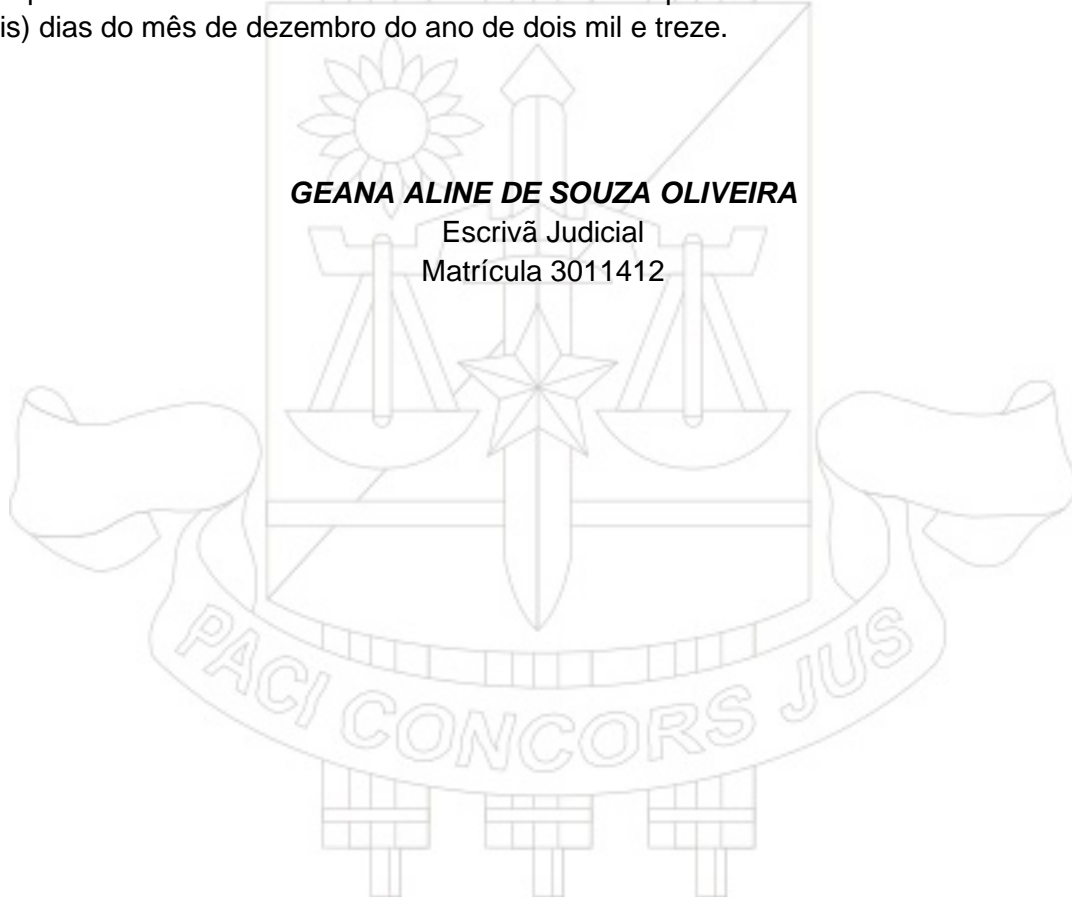 is) dias do mês de dezembro do ano de dois mil e treze.
GEANA ALINE DE SOUZA OLIVEIRA
Escrivã Judicial
Matrícula 3011412
PACI CONCORS JUS